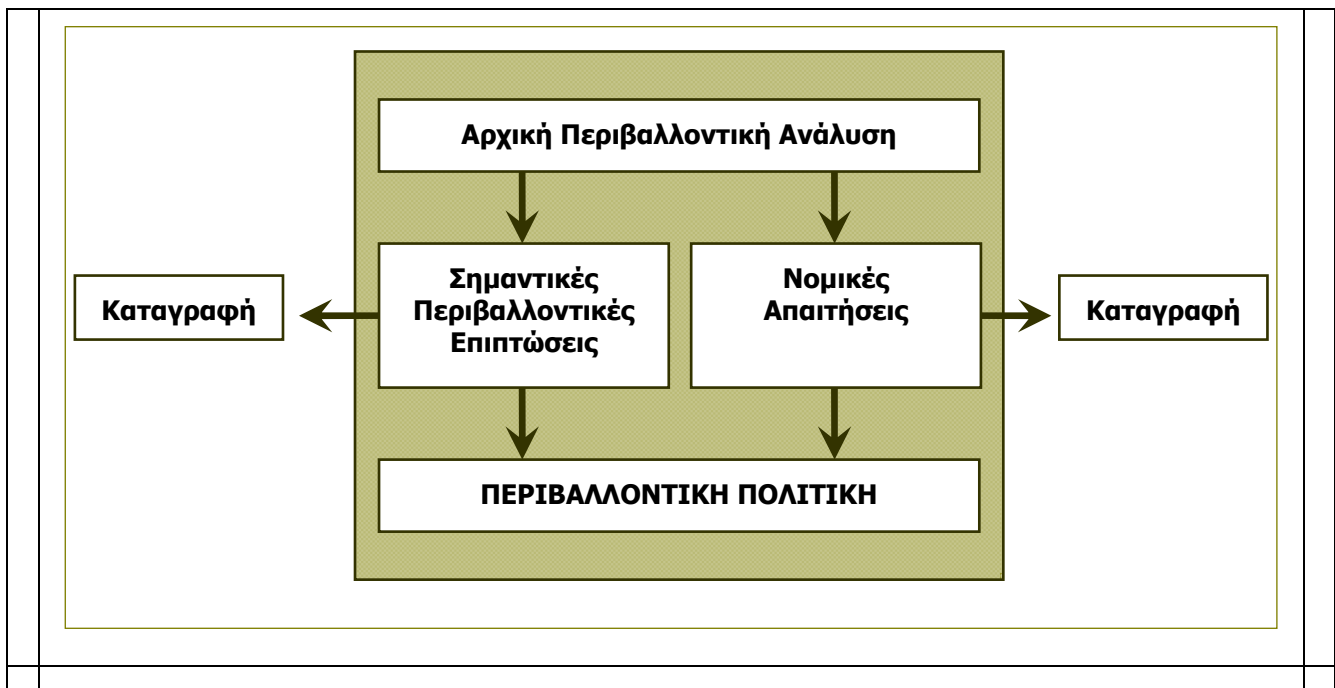 Αρχική Περιβαλλοντική Ανάλυση
Καταγραφή
Σημαντικές
Περιβαλλοντικές
Επιπτώσεις
Νομικές
Απαιτήσεις
Καταγραφή
ΠΕΡΙΒΑΛΛΟΝΤΙΚΗ ΠΟΛΙΤΙΚΗ